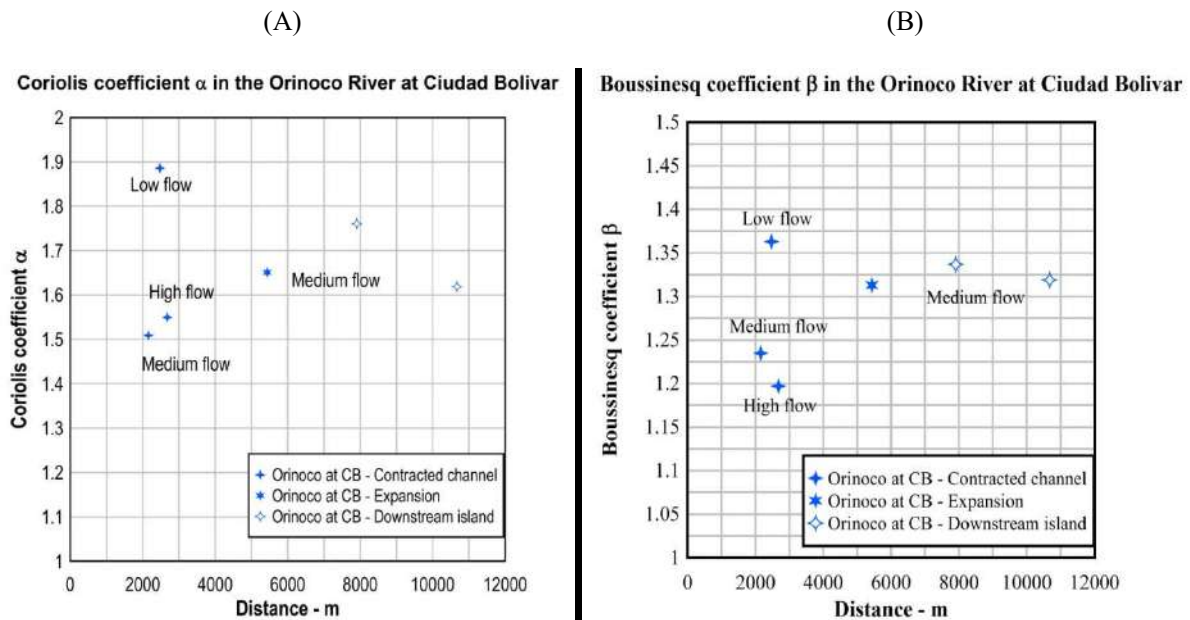 (A)
Coriolis coefficient α in the Orinoco River at Ciudad Bolivar
2
1.9
1.8
1.7
1.6
1.5
1.4
1.3
1.2
1.1
1
Coriolis coefficient α
Low flow
High flow
Medium flow
Medium flow
Orinoco at CB - Contracted channel
Orinoco at CB - Expansion
Orinoco at CB - Downstream island
0 2000 4000 6000 8000 10000 12000
Distance - m
(B)
Boussinesq coefficient β in the Orinoco River at Ciudad Bolivar
1.5
1.45
1.4
1.35
1.3
1.25
1.2
1.15
1.1
1.05
1
Boussinesq coefficient β
Low flow
Medium flow
Medium flow
High flow
Orinoco at CB - Contracted channel
Orinoco at CB - Expansion
Orinoco at CB - Downstream island
0 2000 4000 6000 8000 10000 12000
Distance - m